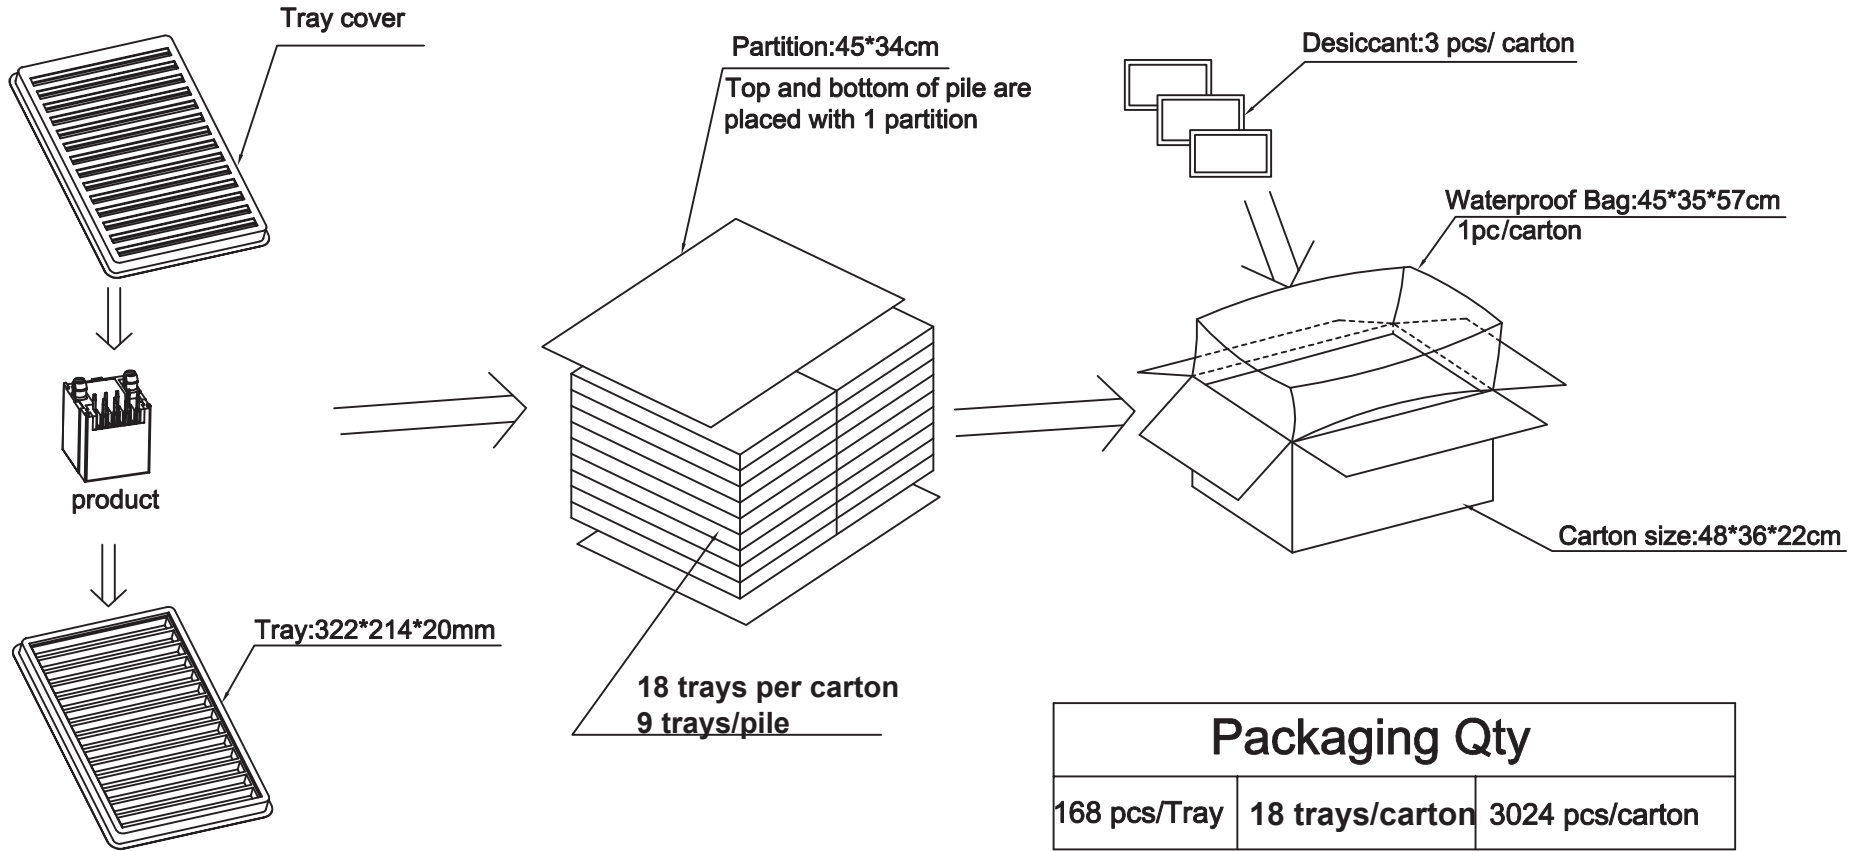 Tray cover
product
Tray:322*214*20mm
Partition:45*34cm
Top and bottom of pile are
placed with 1 partition
18 trays per carton
9 trays/pile
Desiccant:3 pcs/ carton
Waterproof Bag:45*35*57cm
1pc/carton
Carton size:48*36*22cm
Packaging Qty
168 pcs/Tray 18 trays/carton 3024 pcs/carton